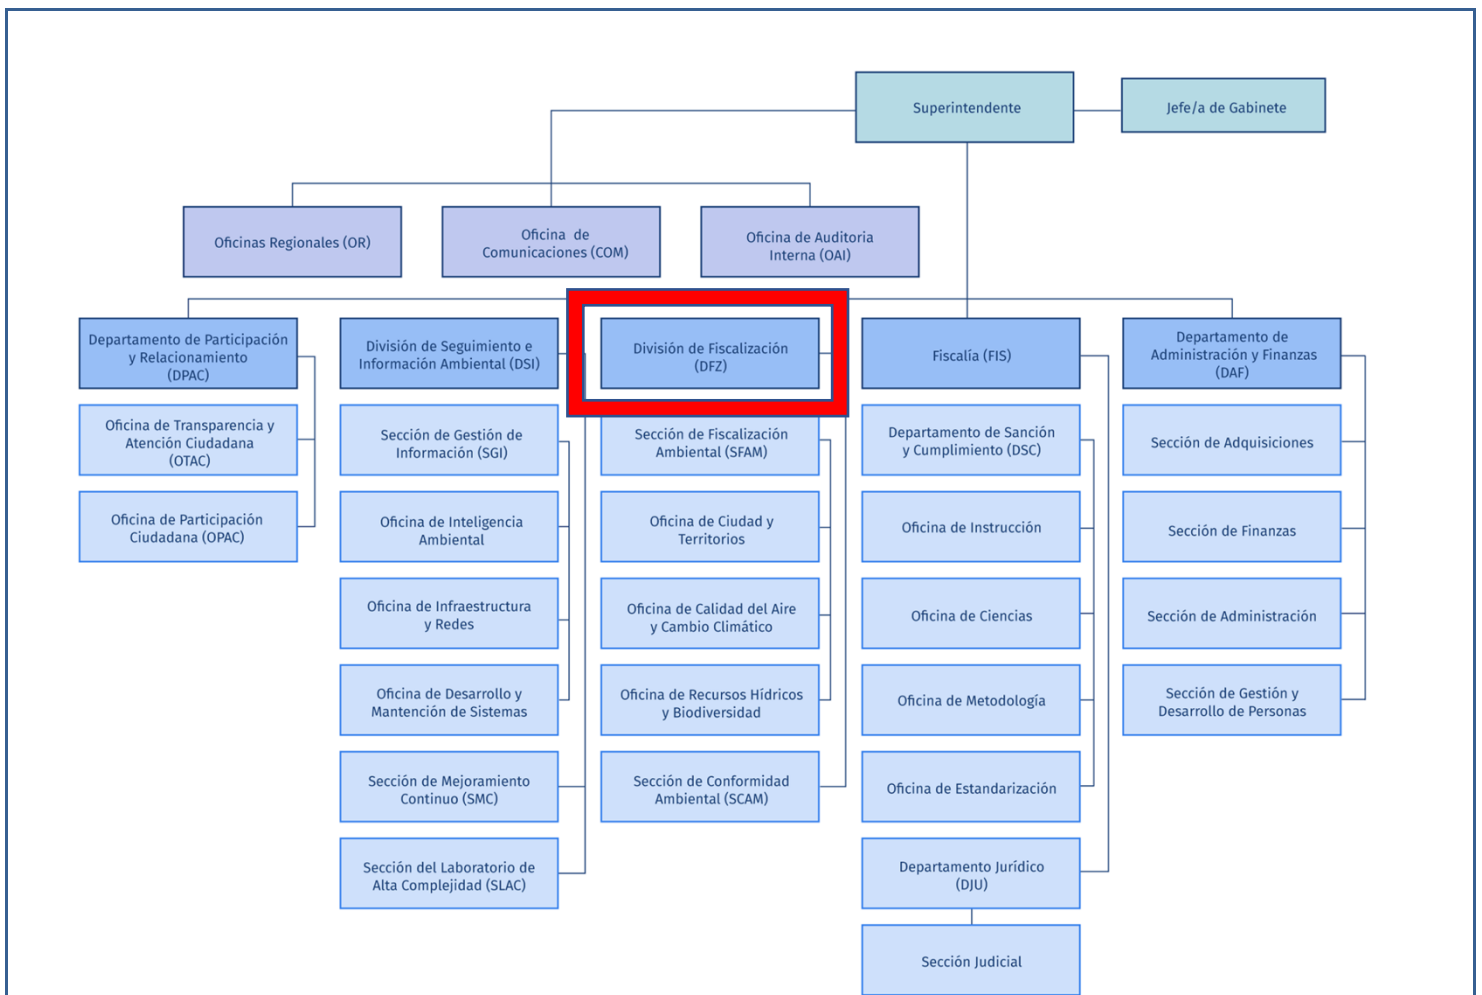 Superintendente
Jefe/a de Gabinete
Oficinas Regionales (OR)
Oficina de
Comunicaciones (COM)
Oficina de Auditoria
Interna (OAI)
Departamento de Participación
y Relacionamiento
(DPAC)
Oficina de Transparencia y
Atención Ciudadana
(OTAC)
Oficina de Participación
Ciudadana (OPAC)
División de Seguimiento e
Información Ambiental (DSI)
Sección de Gestión de
Información (SGI)
Oficina de Inteligencia
Ambiental
Oficina de Infraestructura
y Redes
Oficina de Desarrollo y
Mantención de Sistemas
Sección de Mejoramiento
Continuo (SMC)
Sección del Laboratorio de
Alta Complejidad (SLAC)
División de Fiscalización
(DFZ)
Sección de Fiscalización
Ambiental (SFAM)
Oficina de Ciudad y
Territorios
Oficina de Calidad del Aire
y Cambio Climático
Oficina de Recursos Hídricos
y Biodiversidad
Sección de Conformidad
Ambiental (SCAM)
Fiscalía (FIS)
Departamento de Sanción
y Cumplimiento (DSC)
Oficina de Instrucción
Oficina de Ciencias
Oficina de Metodología
Oficina de Estandarización
Departamento Jurídico
(DJU)
Sección Judicial
Departamento de
Administración y Finanzas
(DAF)
Sección de Adquisiciones
Sección de Finanzas
Sección de Administración
Sección de Gestión y
Desarrollo de Personas